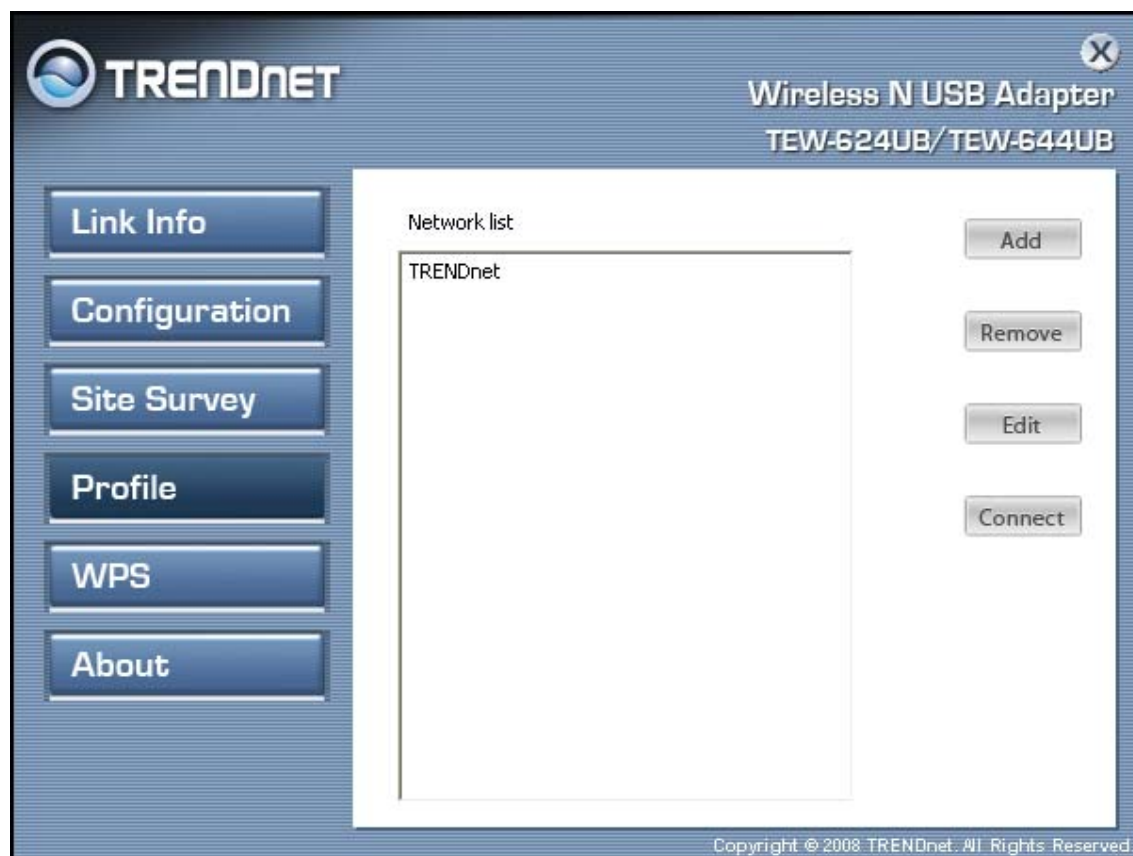 TRENDnet
X
Wireless N USB Adapter
TEW-624UB/TEW-644UB
Link Info
Configuration
Site Survey
Profile
WPS
About
Network list
TRENDnet
Add
Remove
Edit
Connect
Copyright © 2008 TRENDnet. All Rights Reserved